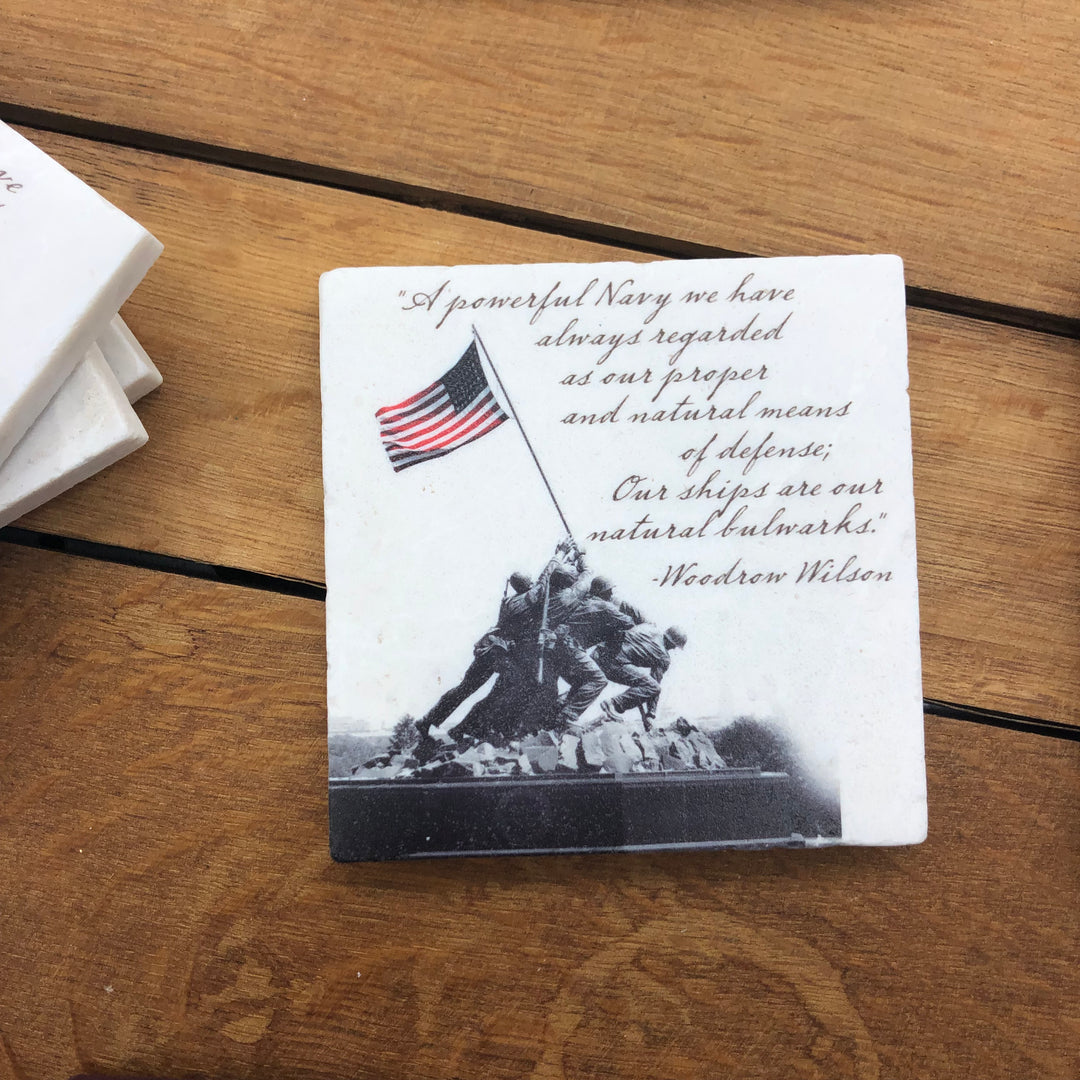 "A powerful Navy we have
always regarded
as our proper
and natural means
of defense;
Our ships are our
natural bulwarks."
-Woodrow Wilson